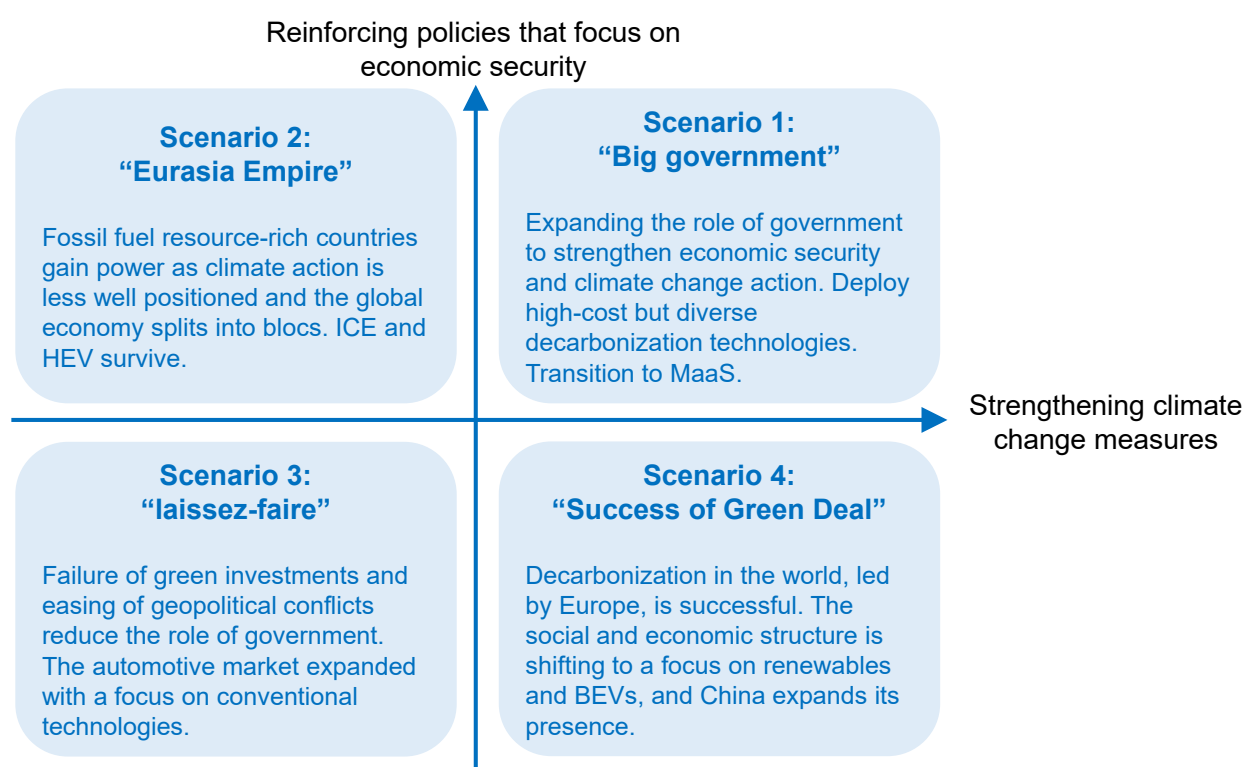 Reinforcing policies that focus on
economic security
Scenario 2:
“Eurasia Empire”
Fossil fuel resource-rich countries
gain power as climate action is
less well positioned and the global
economy splits into blocs. ICE and
HEV survive.
Scenario 1:
“Big government”
Expanding the role of government
to strengthen economic security
and climate change action. Deploy
high-cost but diverse
decarbonization technologies.
Transition to MaaS.
Strengthening climate
change measures
Scenario 3:
“laissez-faire”
Failure of green investments and
easing of geopolitical conflicts
reduce the role of government.
The automotive market expanded
with a focus on conventional
technologies.
Scenario 4:
“Success of Green Deal”
Decarbonization in the world, led
by Europe, is successful. The
social and economic structure is
shifting to a focus on renewables
and BEVs, and China expands its
presence.